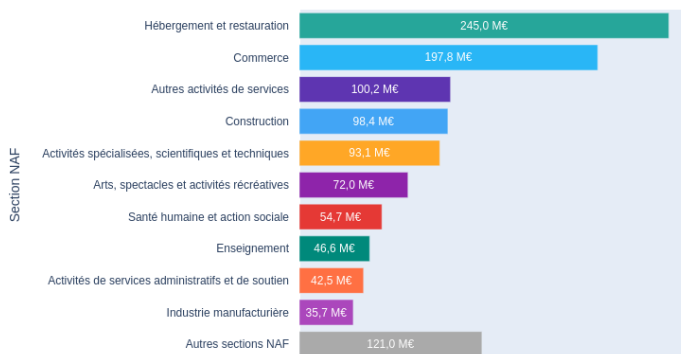 Section NAF
Hébergement et restauration 245,0 M€
Commerce 197,8 M€
Autres activités de services 100,2 M€
Construction 98,4 M€
Activités spécialisées, scientifiques et techniques 93,1 M€
Arts, spectacles et activités récréatives 72,0 M€
Santé humaine et action sociale 54,7 M€
Enseignement 46,6 M€
Activités de services administratifs et de soutien 42,5 M€
Industrie manufacturière 35,7 M€
Autres sections NAF 121,0 M€